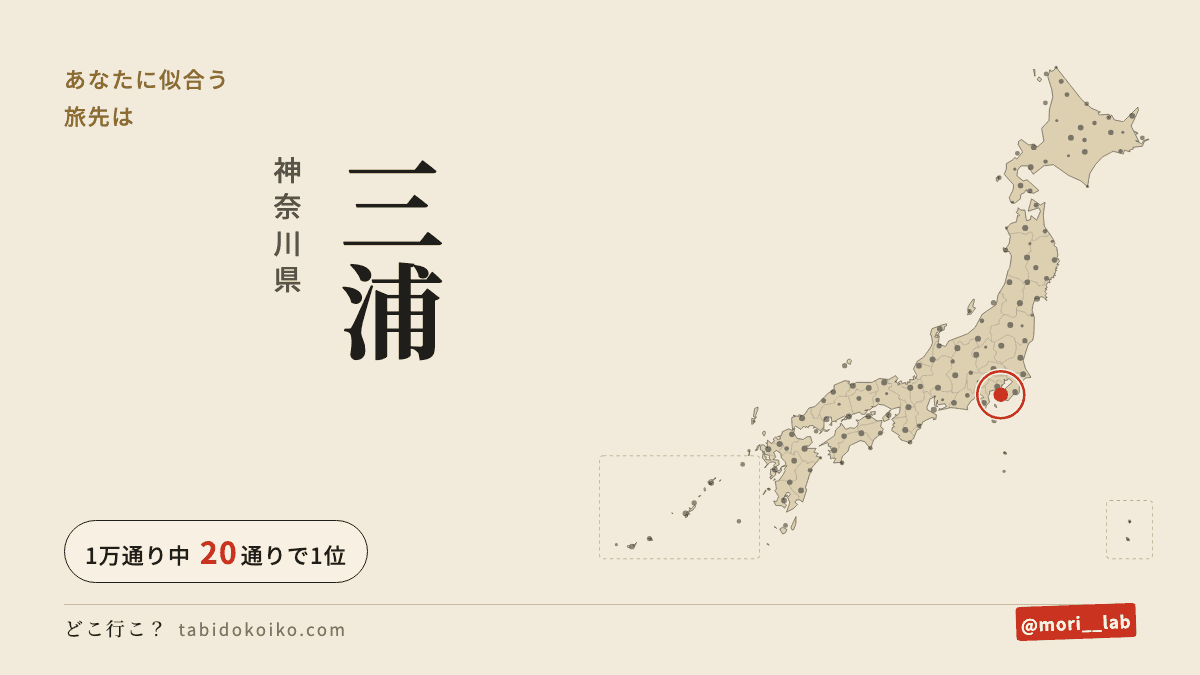 あなたに似合う
旅先は
三浦
神奈川県
1万通り中 20通りで1位
どこ行こ? tabidokoiko.com
@mori__lab